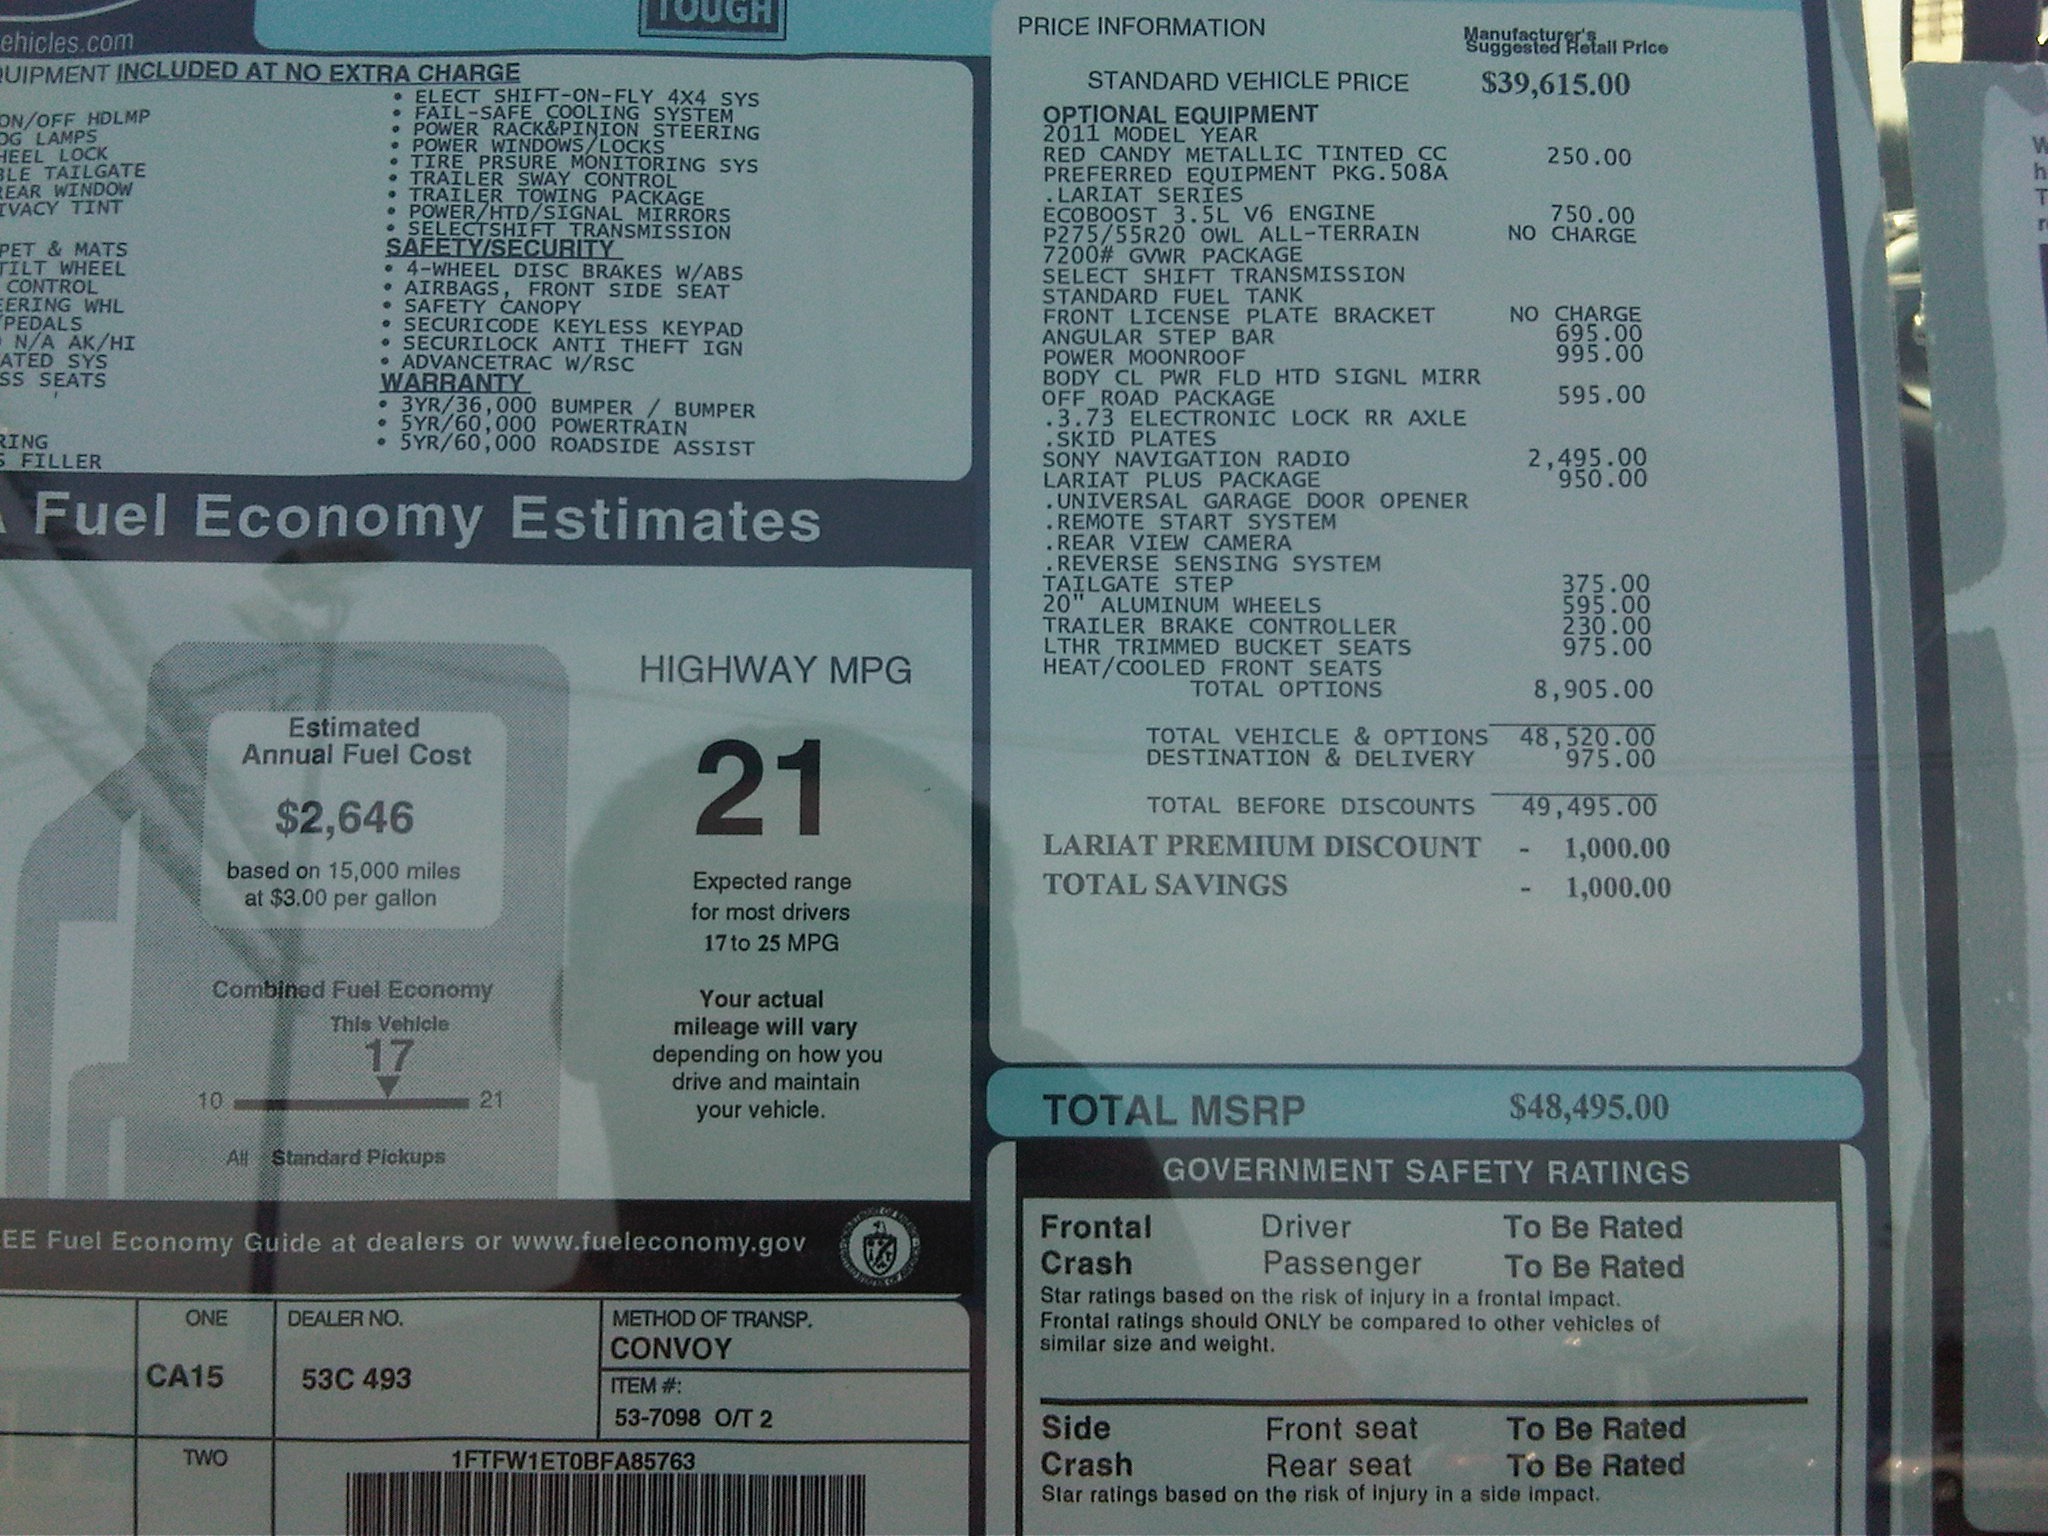 TOUGH
ehicles.com
QUIPMENT INCLUDED AT NO EXTRA CHARGE
ON/OFF HDLMP
OG LAMPS
HEEL LOCK
BLE TAILGATE
REAR WINDOW
IVACY TINT
PET & MATS
TILT WHEEL
CONTROL
EERING WHL
/PEDALS
N/A AK/HI
ATED SYS
SS SEATS
RING
S FILLER
• ELECT SHIFT-ON-FLY 4X4 SYS
• FAIL-SAFE COOLING SYSTEM
• POWER RACK&PINION STEERING
• POWER WINDOWS/LOCKS
• TIRE PRSURE MONITORING SYS
• TRAILER SWAY CONTROL
• TRAILER TOWING PACKAGE
• POWER/HTD/SIGNAL MIRRORS
• SELECTSHIFT TRANSMISSION
SAFETY/SECURITY
• 4-WHEEL DISC BRAKES W/ABS
• AIRBAGS, FRONT SIDE SEAT
• SAFETY CANOPY
• SECURICODE KEYLESS KEYPAD
• SECURILOCK ANTI THEFT IGN
• ADVANCETRAC W/RSC
WARRANTY
• 3YR/36,000 BUMPER / BUMPER
• 5YR/60,000 POWERTRAIN
• 5YR/60,000 ROADSIDE ASSIST
Fuel Economy Estimates
Estimated
Annual Fuel Cost
$2,646
based on 15,000 miles
at $3.00 per gallon
Combined Fuel Economy
This Vehicle
17
10 21
All Standard Pickups
HIGHWAY MPG
21
Expected range
for most drivers
17 to 25 MPG
Your actual
mileage will vary
depending on how you
drive and maintain
your vehicle.
EE Fuel Economy Guide at dealers or www.fueleconomy.gov
ONE
CA15
DEALER NO.
53C 493
METHOD OF TRANSP.
CONVOY
ITEM #:
53-7098 O/T 2
TWO
1FTFW1ET0BFA85763
PRICE INFORMATION
Manufacturer's
Suggested Retail Price
STANDARD VEHICLE PRICE $39,615.00
OPTIONAL EQUIPMENT
2011 MODEL YEAR
RED CANDY METALLIC TINTED CC 250.00
PREFERRED EQUIPMENT PKG.508A
.LARIAT SERIES
ECOBOOST 3.5L V6 ENGINE 750.00
P275/55R20 OWL ALL-TERRAIN NO CHARGE
7200# GVWR PACKAGE
SELECT SHIFT TRANSMISSION
STANDARD FUEL TANK
FRONT LICENSE PLATE BRACKET NO CHARGE
ANGULAR STEP BAR 695.00
POWER MOONROOF 995.00
BODY CL PWR FLD HTD SIGNL MIRR
OFF ROAD PACKAGE 595.00
.3.73 ELECTRONIC LOCK RR AXLE
.SKID PLATES
SONY NAVIGATION RADIO 2,495.00
LARIAT PLUS PACKAGE 950.00
.UNIVERSAL GARAGE DOOR OPENER
.REMOTE START SYSTEM
.REAR VIEW CAMERA
.REVERSE SENSING SYSTEM
TAILGATE STEP 375.00
20" ALUMINUM WHEELS 595.00
TRAILER BRAKE CONTROLLER 230.00
LTHR TRIMMED BUCKET SEATS 975.00
HEAT/COOLED FRONT SEATS
TOTAL OPTIONS 8,905.00
TOTAL VEHICLE & OPTIONS 48,520.00
DESTINATION & DELIVERY 975.00
TOTAL BEFORE DISCOUNTS 49,495.00
LARIAT PREMIUM DISCOUNT - 1,000.00
TOTAL SAVINGS - 1,000.00
TOTAL MSRP $48,495.00
GOVERNMENT SAFETY RATINGS
Frontal Driver To Be Rated
Crash Passenger To Be Rated
Star ratings based on the risk of injury in a frontal impact.
Frontal ratings should ONLY be compared to other vehicles of
similar size and weight.
Side Front seat To Be Rated
Crash Rear seat To Be Rated
Star ratings based on the risk of injury in a side impact.